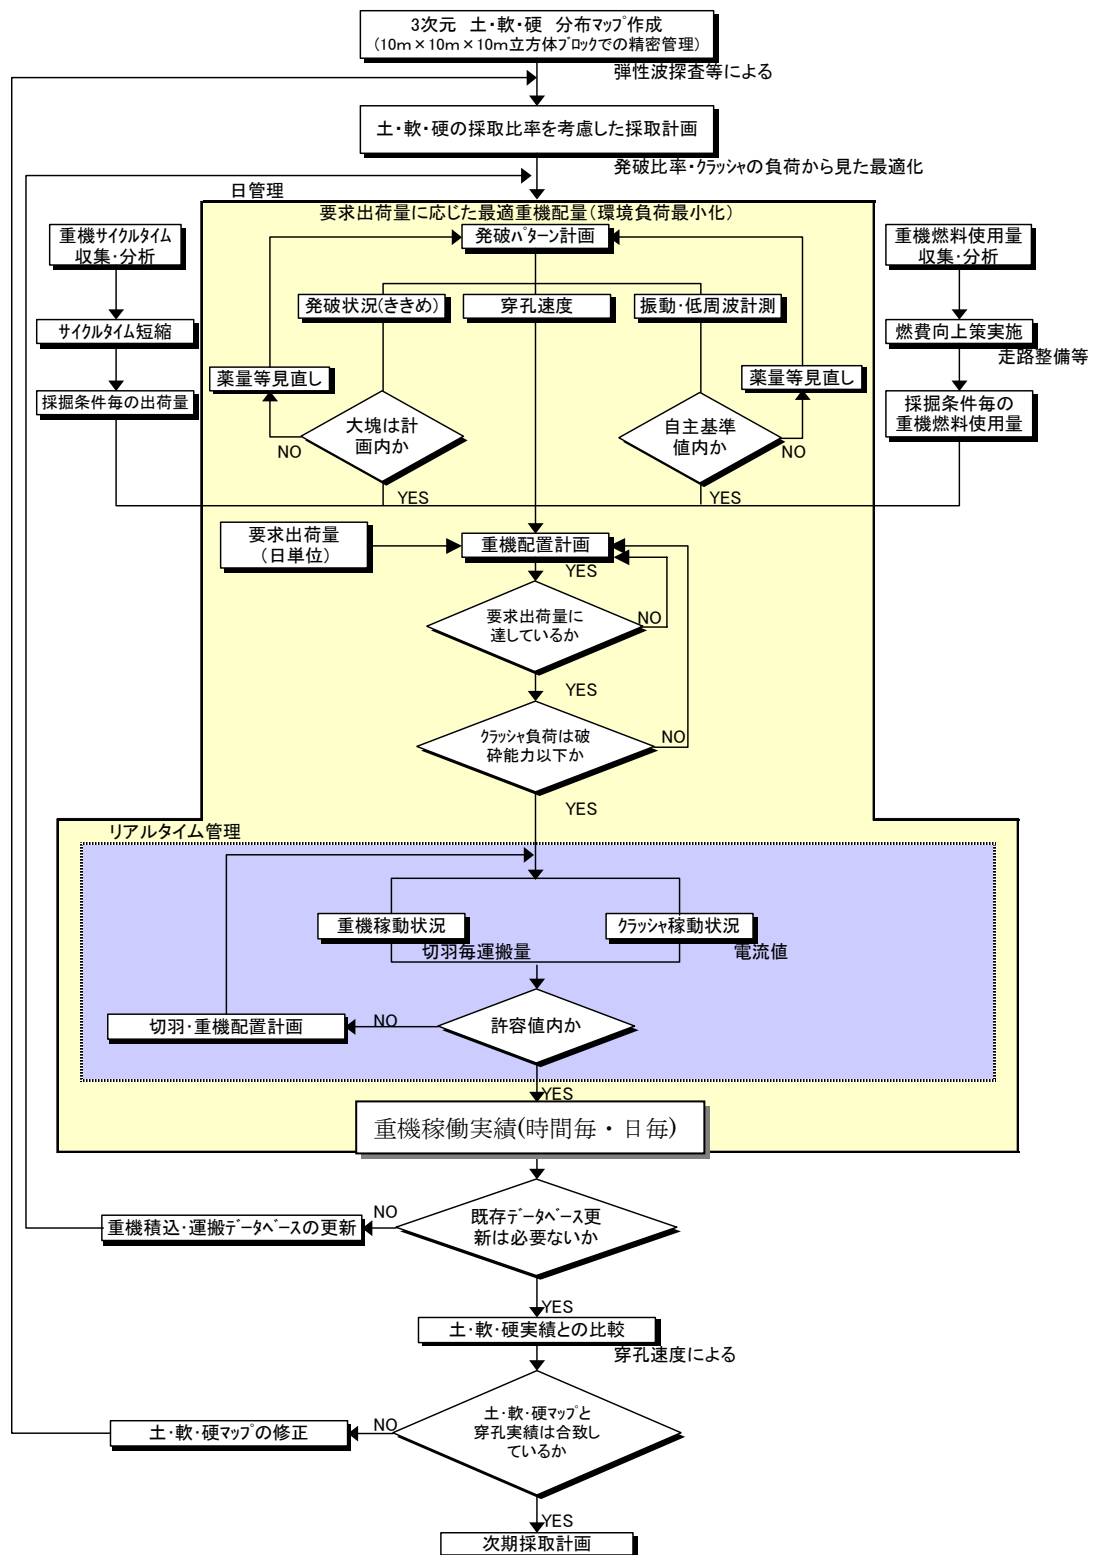 3次元 土・軟・硬 分布マップ作成
(10m×10m×10m立方体ブロックでの精密管理)
弾性波探査等による
土・軟・硬の採取比率を考慮した採取計画
発破比率・クラッシャの負荷から見た最適化
日管理
要求出荷量に応じた最適重機配量(環境負荷最小化)
発破パターン計画
重機サイクルタイム
収集・分析
重機燃料使用量
収集・分析
発破状況(ききめ)
穿孔速度
振動・低周波計測
サイクルタイム短縮
燃費向上策実施
走路整備等
薬量等見直し
薬量等見直し
採掘条件毎の出荷量
採掘条件毎の
重機燃料使用量
大塊は計
画内か
NO
自主基準
値内か
NO
YES
YES
要求出荷量
(日単位)
重機配置計画
YES
要求出荷量に
達しているか
NO
YES
クラッシャ負荷は破
砕能力以下か
NO
YES
リアルタイム管理
重機稼動状況
クラッシャ稼動状況
切羽毎運搬量
電流値
切羽・重機配置計画
NO
許容値内か
YES
重機稼働実績(時間毎・日毎)
重機積込・運搬データベースの更新
NO
既存データベース更
新は必要ないか
YES
土・軟・硬実績との比較
穿孔速度による
土・軟・硬マップの修正
NO
土・軟・硬マップと
穿孔実績は合致し
ているか
YES
次期採取計画